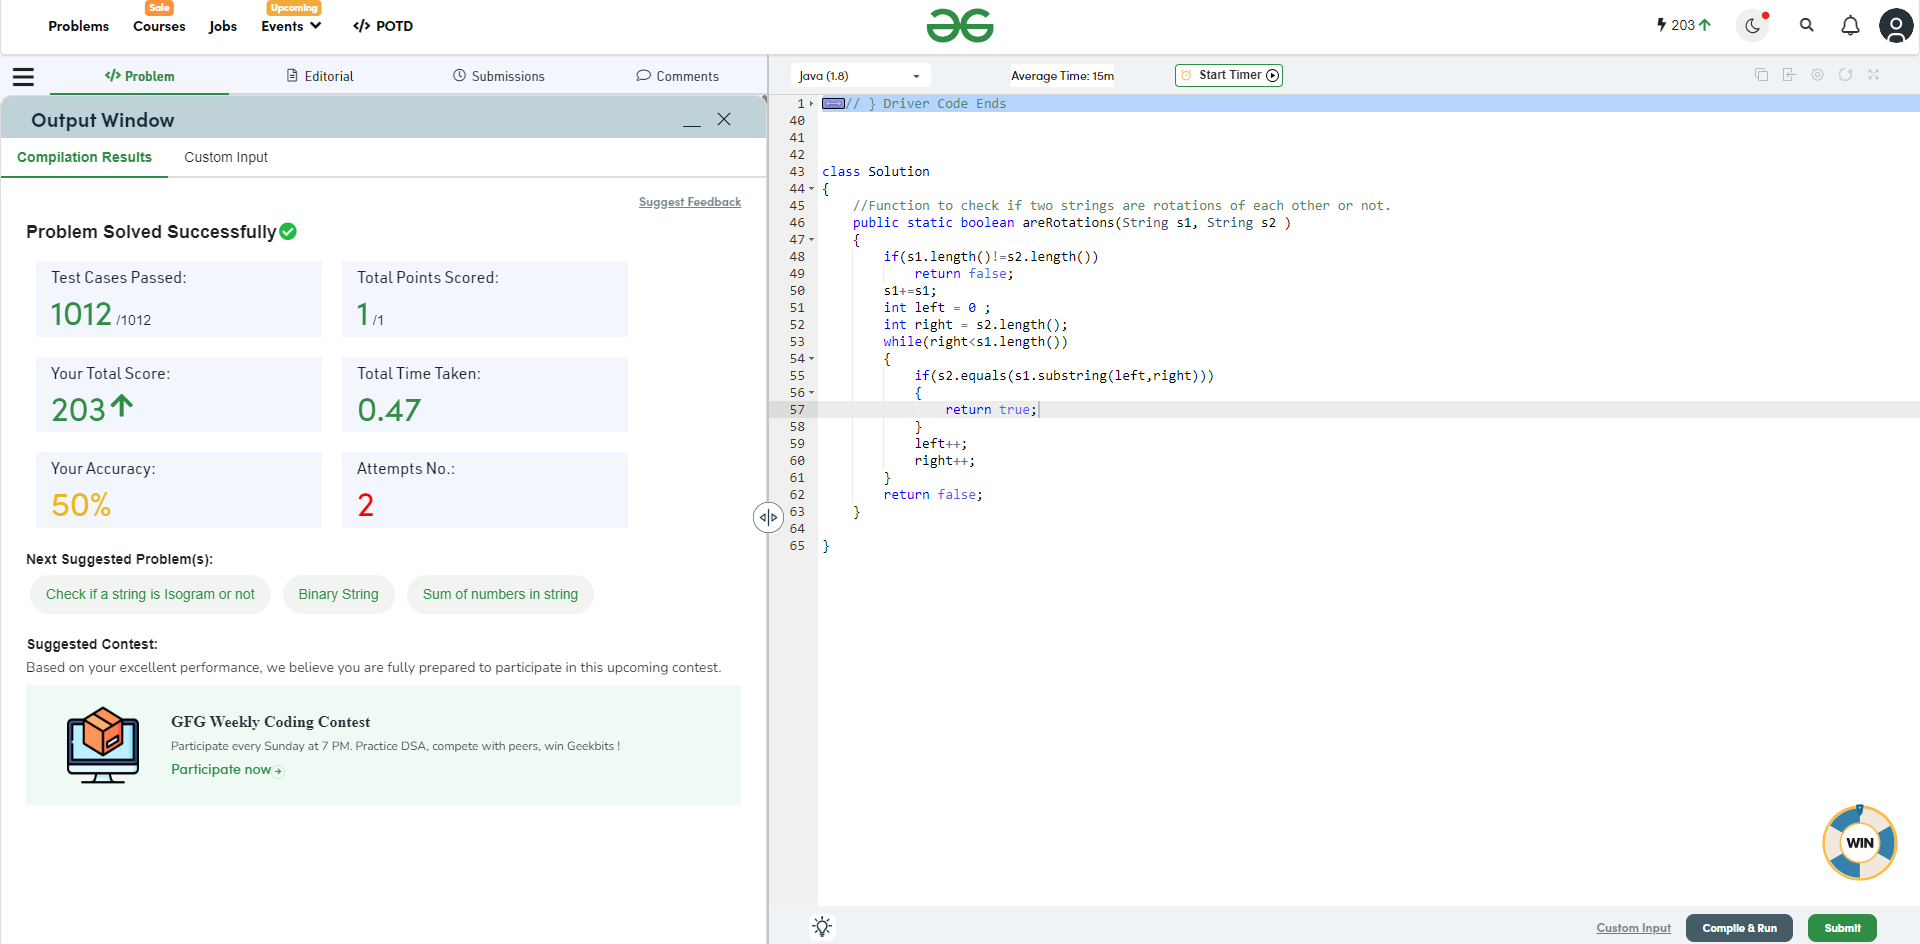 Sale
Upcoming
Problems Courses Jobs Events </> POTD
203
</> Problem Editorial Submissions Comments
Java (1.8) Average Time: 15m Start Timer
Output Window
Compilation Results Custom Input
Suggest Feedback
Problem Solved Successfully
Test Cases Passed:
1012 /1012
Total Points Scored:
1 /1
Your Total Score:
203
Total Time Taken:
0.47
Your Accuracy:
50%
Attempts No.:
2
Next Suggested Problem(s):
Check if a string is Isogram or not Binary String Sum of numbers in string
Suggested Contest:
Based on your excellent performance, we believe you are fully prepared to participate in this upcoming contest.
GFG Weekly Coding Contest
Participate every Sunday at 7 PM. Practice DSA, compete with peers, win Geekbits !
Participate now
1 // } Driver Code Ends
40
41
42
43 class Solution
44 {
45 //Function to check if two strings are rotations of each other or not.
46 public static boolean areRotations(String s1, String s2 )
47 {
48 if(s1.length()!=s2.length())
49 return false;
50 s1+=s1;
51 int left = 0 ;
52 int right = s2.length();
53 while(right<s1.length())
54 {
55 if(s2.equals(s1.substring(left,right)))
56 {
57 return true;
58 }
59 left++;
60 right++;
61 }
62 return false;
63 }
64
65 }
WIN
Custom Input Compile & Run Submit